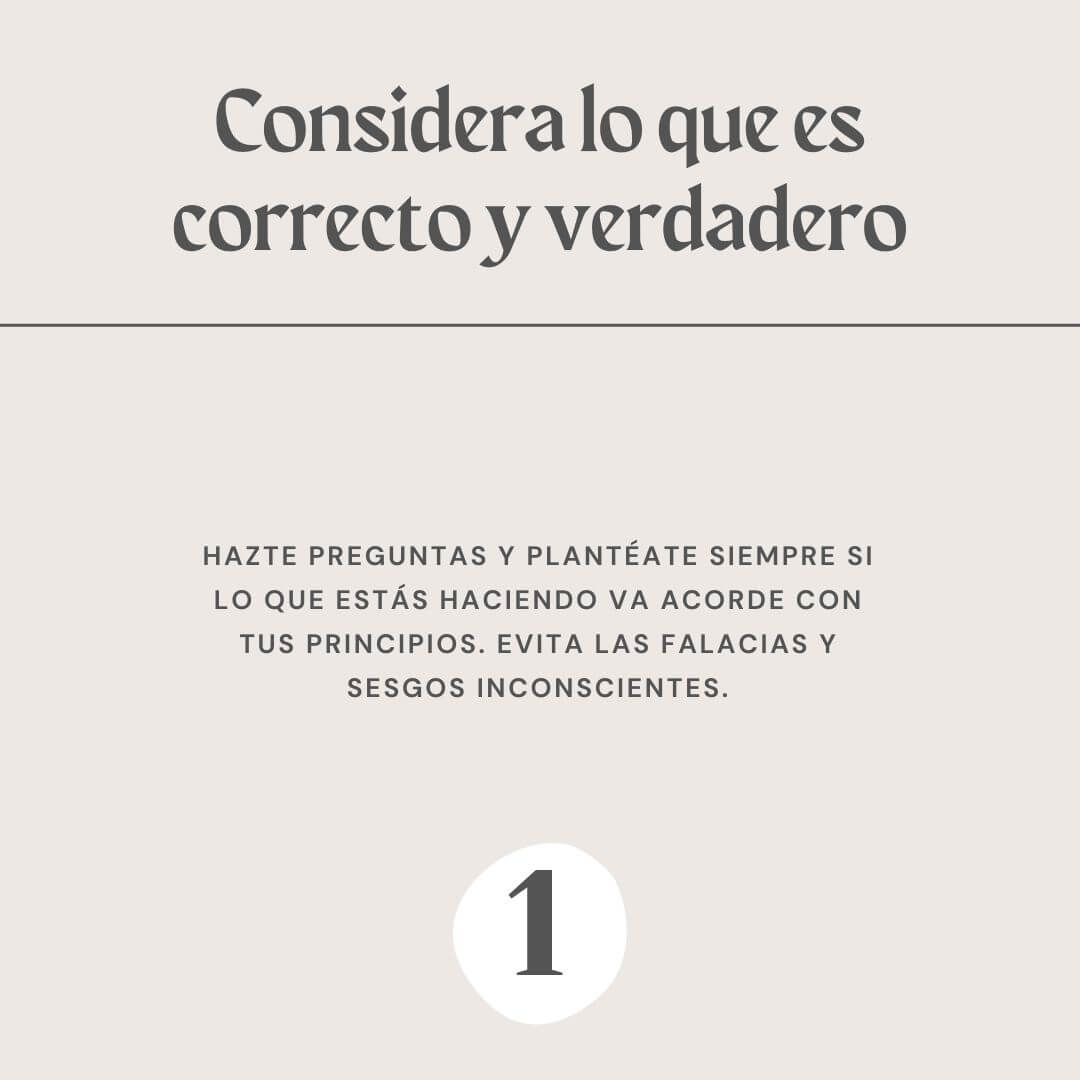 Considera lo que es
correcto y verdadero
HAZTE PREGUNTAS Y PLANTÉATE SIEMPRE SI
LO QUE ESTÁS HACIENDO VA ACORDE CON
TUS PRINCIPIOS. EVITA LAS FALACIAS Y
SESGOS INCONSCIENTES.
1